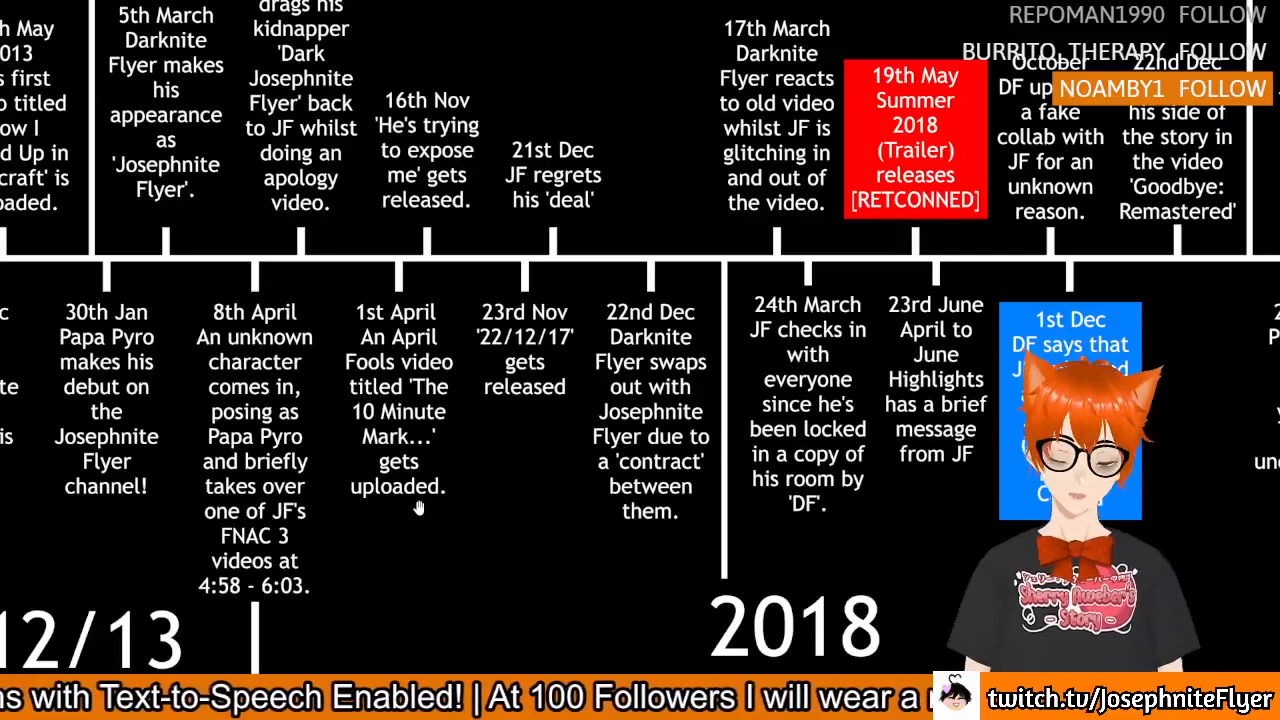 REPOMAN1990 FOLLOW
BURRITO_THERAPY FOLLOW
NOAMBY1 FOLLOW
h May
013
s first
o titled
ow I
d Up in
craft' is
oaded.
5th March
Darknite
Flyer makes
his
appearance
as
'Josephnite
Flyer'.
drags his
kidnapper
'Dark
Josephnite
Flyer' back
to JF whilst
doing an
apology
video.
16th Nov
'He's trying
to expose
me' gets
released.
21st Dec
JF regrets
his 'deal'
17th March
Darknite
Flyer reacts
to old video
whilst JF is
glitching in
and out of
the video.
19th May
Summer
2018
(Trailer)
releases
[RETCONNED]
October
DF up
a fake
collab with
JF for an
unknown
reason.
22nd Dec
his side of
the story in
the video
'Goodbye:
Remastered'
30th Jan
Papa Pyro
makes his
debut on
the
Josephnite
Flyer
channel!
8th April
An unknown
character
comes in,
posing as
Papa Pyro
and briefly
takes over
one of JF's
FNAC 3
videos at
4:58 - 6:03.
1st April
An April
Fools video
titled 'The
10 Minute
Mark...'
gets
uploaded.
23rd Nov
'22/12/17'
gets
released
22nd Dec
Darknite
Flyer swaps
out with
Josephnite
Flyer due to
a 'contract'
between
them.
24th March
JF checks in
with
everyone
since he's
been locked
in a copy of
his room by
'DF'.
23rd June
April to
June
Highlights
has a brief
message
from JF
1st Dec
DF says that
12/13
2018
Sherry Aweber's
Story
ns with Text-to-Speech Enabled! | At 100 Followers I will wear a
twitch.tv/JosephniteFlyer